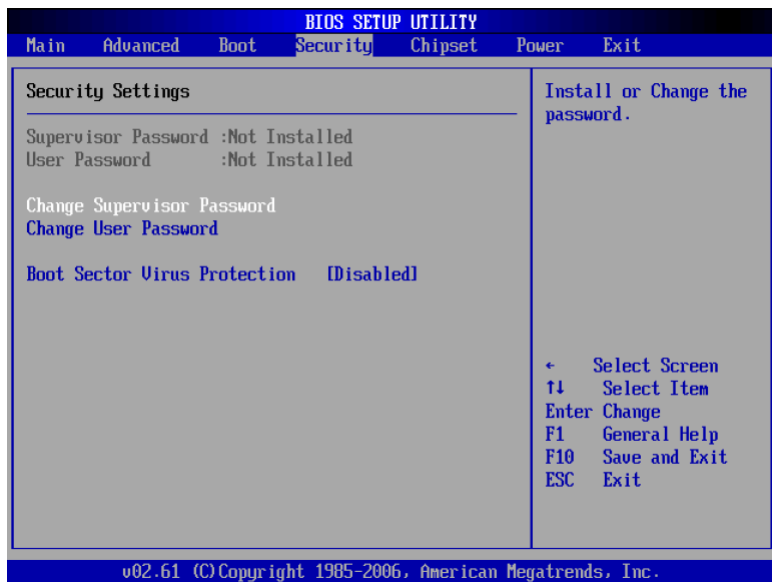 BIOS SETUP UTILITY
Main Advanced Boot Security Chipset Power Exit
Security Settings
Supervisor Password :Not Installed
User Password :Not Installed
Change Supervisor Password
Change User Password
Boot Sector Virus Protection [Disabled]
Install or Change the
password.
← Select Screen
↑↓ Select Item
Enter Change
F1 General Help
F10 Save and Exit
ESC Exit
v02.61 (C)Copyright 1985-2006, American Megatrends, Inc.